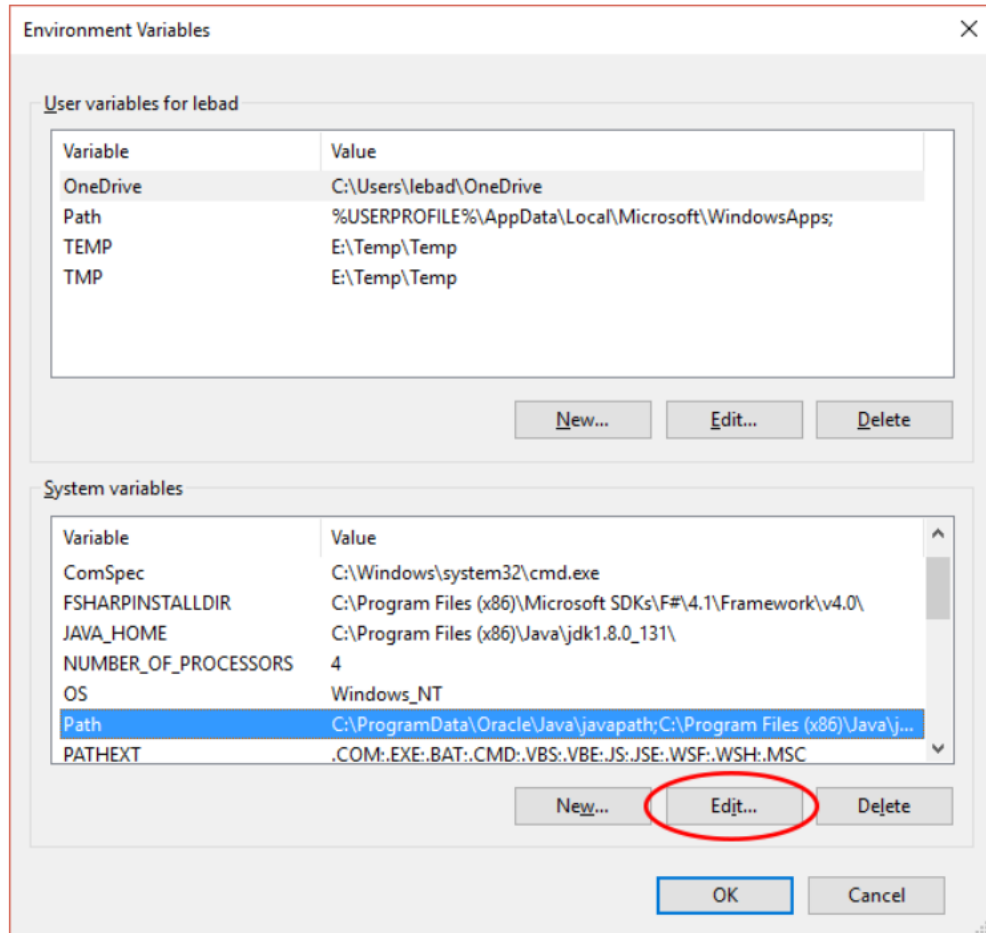 Environment Variables
User variables for lebad
Variable Value
OneDrive C:\Users\lebad\OneDrive
Path %USERPROFILE%\AppData\Local\Microsoft\WindowsApps;
TEMP E:\Temp\Temp
TMP E:\Temp\Temp
New... Edit... Delete
System variables
Variable Value
ComSpec C:\Windows\system32\cmd.exe
FSHARPINSTALLDIR C:\Program Files (x86)\Microsoft SDKs\F#\4.1\Framework\v4.0\
JAVA_HOME C:\Program Files (x86)\Java\jdk1.8.0_131\
NUMBER_OF_PROCESSORS 4
OS Windows_NT
Path C:\ProgramData\Oracle\Java\javapath;C:\Program Files (x86)\Java\j...
PATHEXT .COM;.EXE;.BAT;.CMD;.VBS;.VBE;.JS;.JSE;.WSF;.WSH;.MSC
New... Edit... Delete
OK Cancel